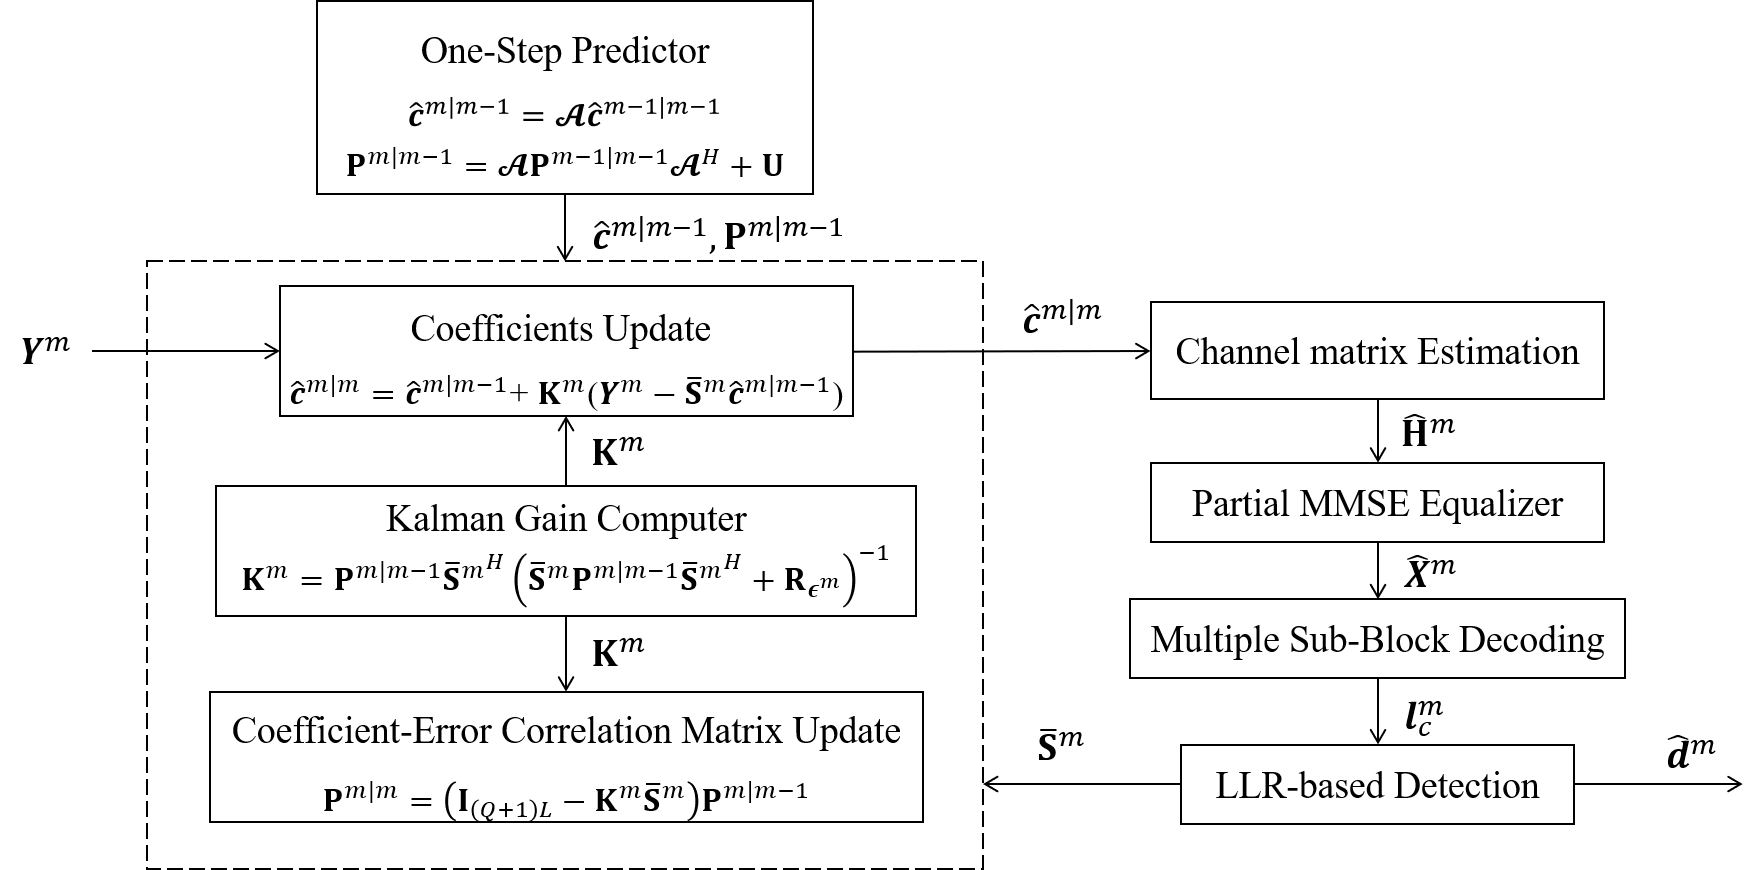 One-Step Predictor
ĉ^{m|m−1} = 𝓐ĉ^{m−1|m−1}
P^{m|m−1} = 𝓐P^{m−1|m−1}𝓐^H + U
ĉ^{m|m−1}, P^{m|m−1}
Y^m
Coefficients Update
ĉ^{m|m} = ĉ^{m|m−1} + K^m(Y^m − S̄^m ĉ^{m|m−1})
K^m
Kalman Gain Computer
K^m = P^{m|m−1}S̄^{m^H}(S̄^m P^{m|m−1}S̄^{m^H} + R_{ϵ^m})^{−1}
K^m
Coefficient-Error Correlation Matrix Update
P^{m|m} = (I_{(Q+1)L} − K^m S̄^m)P^{m|m−1}
ĉ^{m|m}
Channel matrix Estimation
Ĥ^m
Partial MMSE Equalizer
X̂^m
Multiple Sub-Block Decoding
l_c^m
S̄^m
LLR-based Detection
d̂^m